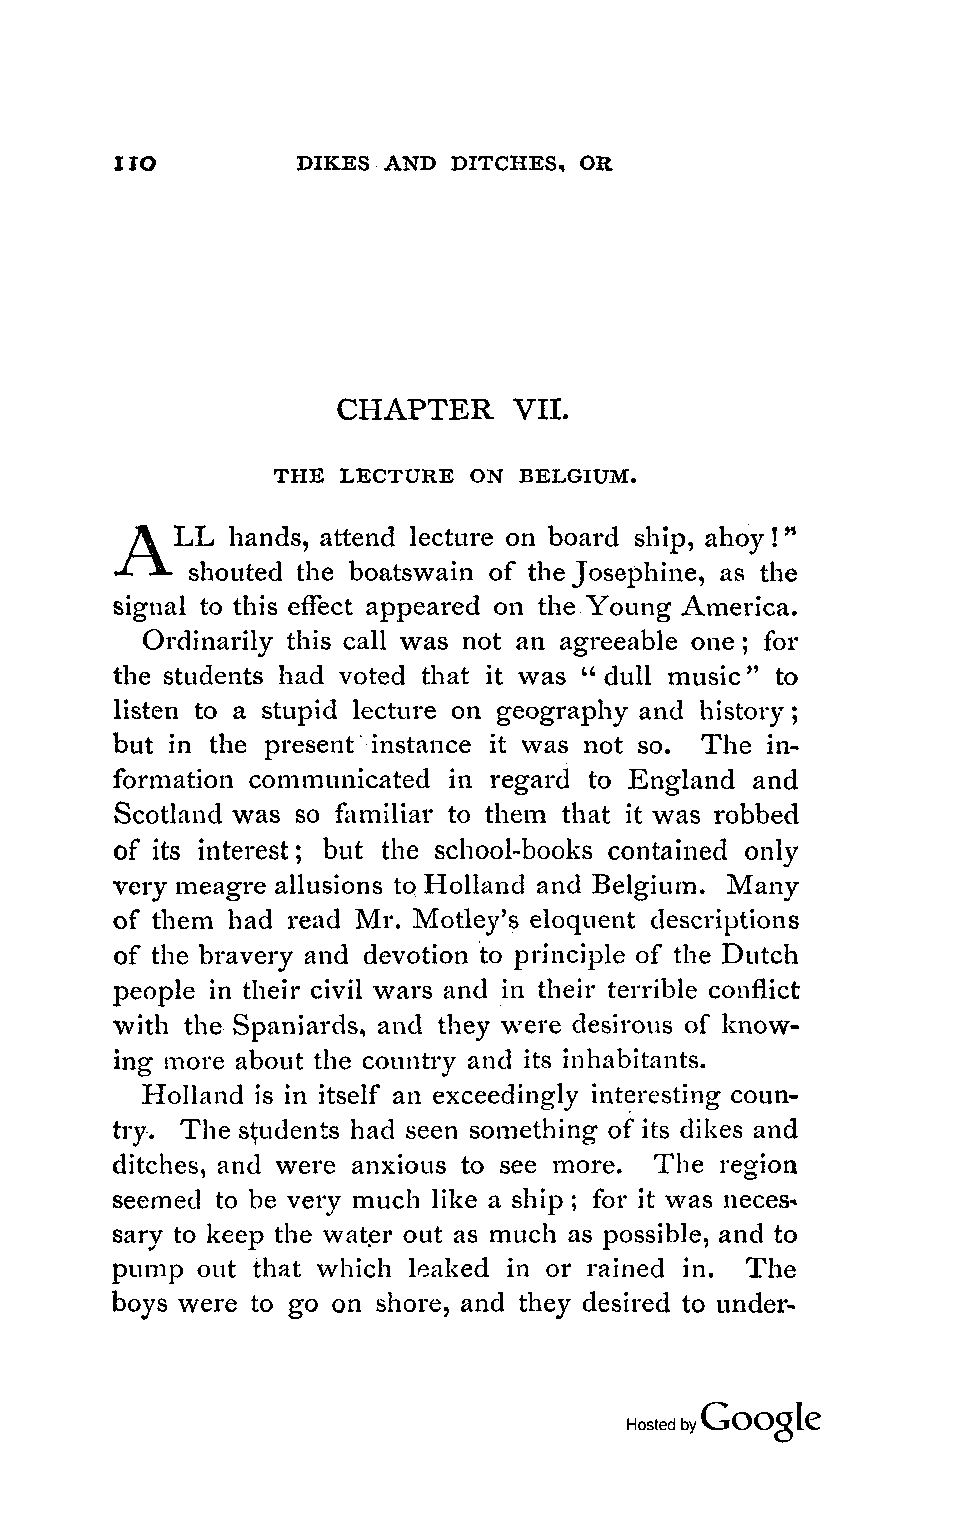 110 DIKES AND DITCHES, OR
CHAPTER VII.
THE LECTURE ON BELGIUM.
ALL hands, attend lecture on board ship, ahoy!"
shouted the boatswain of the Josephine, as the
signal to this effect appeared on the Young America.
Ordinarily this call was not an agreeable one; for
the students had voted that it was "dull music" to
listen to a stupid lecture on geography and history;
but in the present instance it was not so. The in-
formation communicated in regard to England and
Scotland was so familiar to them that it was robbed
of its interest; but the school-books contained only
very meagre allusions to Holland and Belgium. Many
of them had read Mr. Motley's eloquent descriptions
of the bravery and devotion to principle of the Dutch
people in their civil wars and in their terrible conflict
with the Spaniards, and they were desirous of know-
ing more about the country and its inhabitants.
Holland is in itself an exceedingly interesting coun-
try. The students had seen something of its dikes and
ditches, and were anxious to see more. The region
seemed to be very much like a ship; for it was neces-
sary to keep the water out as much as possible, and to
pump out that which leaked in or rained in. The
boys were to go on shore, and they desired to under-
Hosted by Google